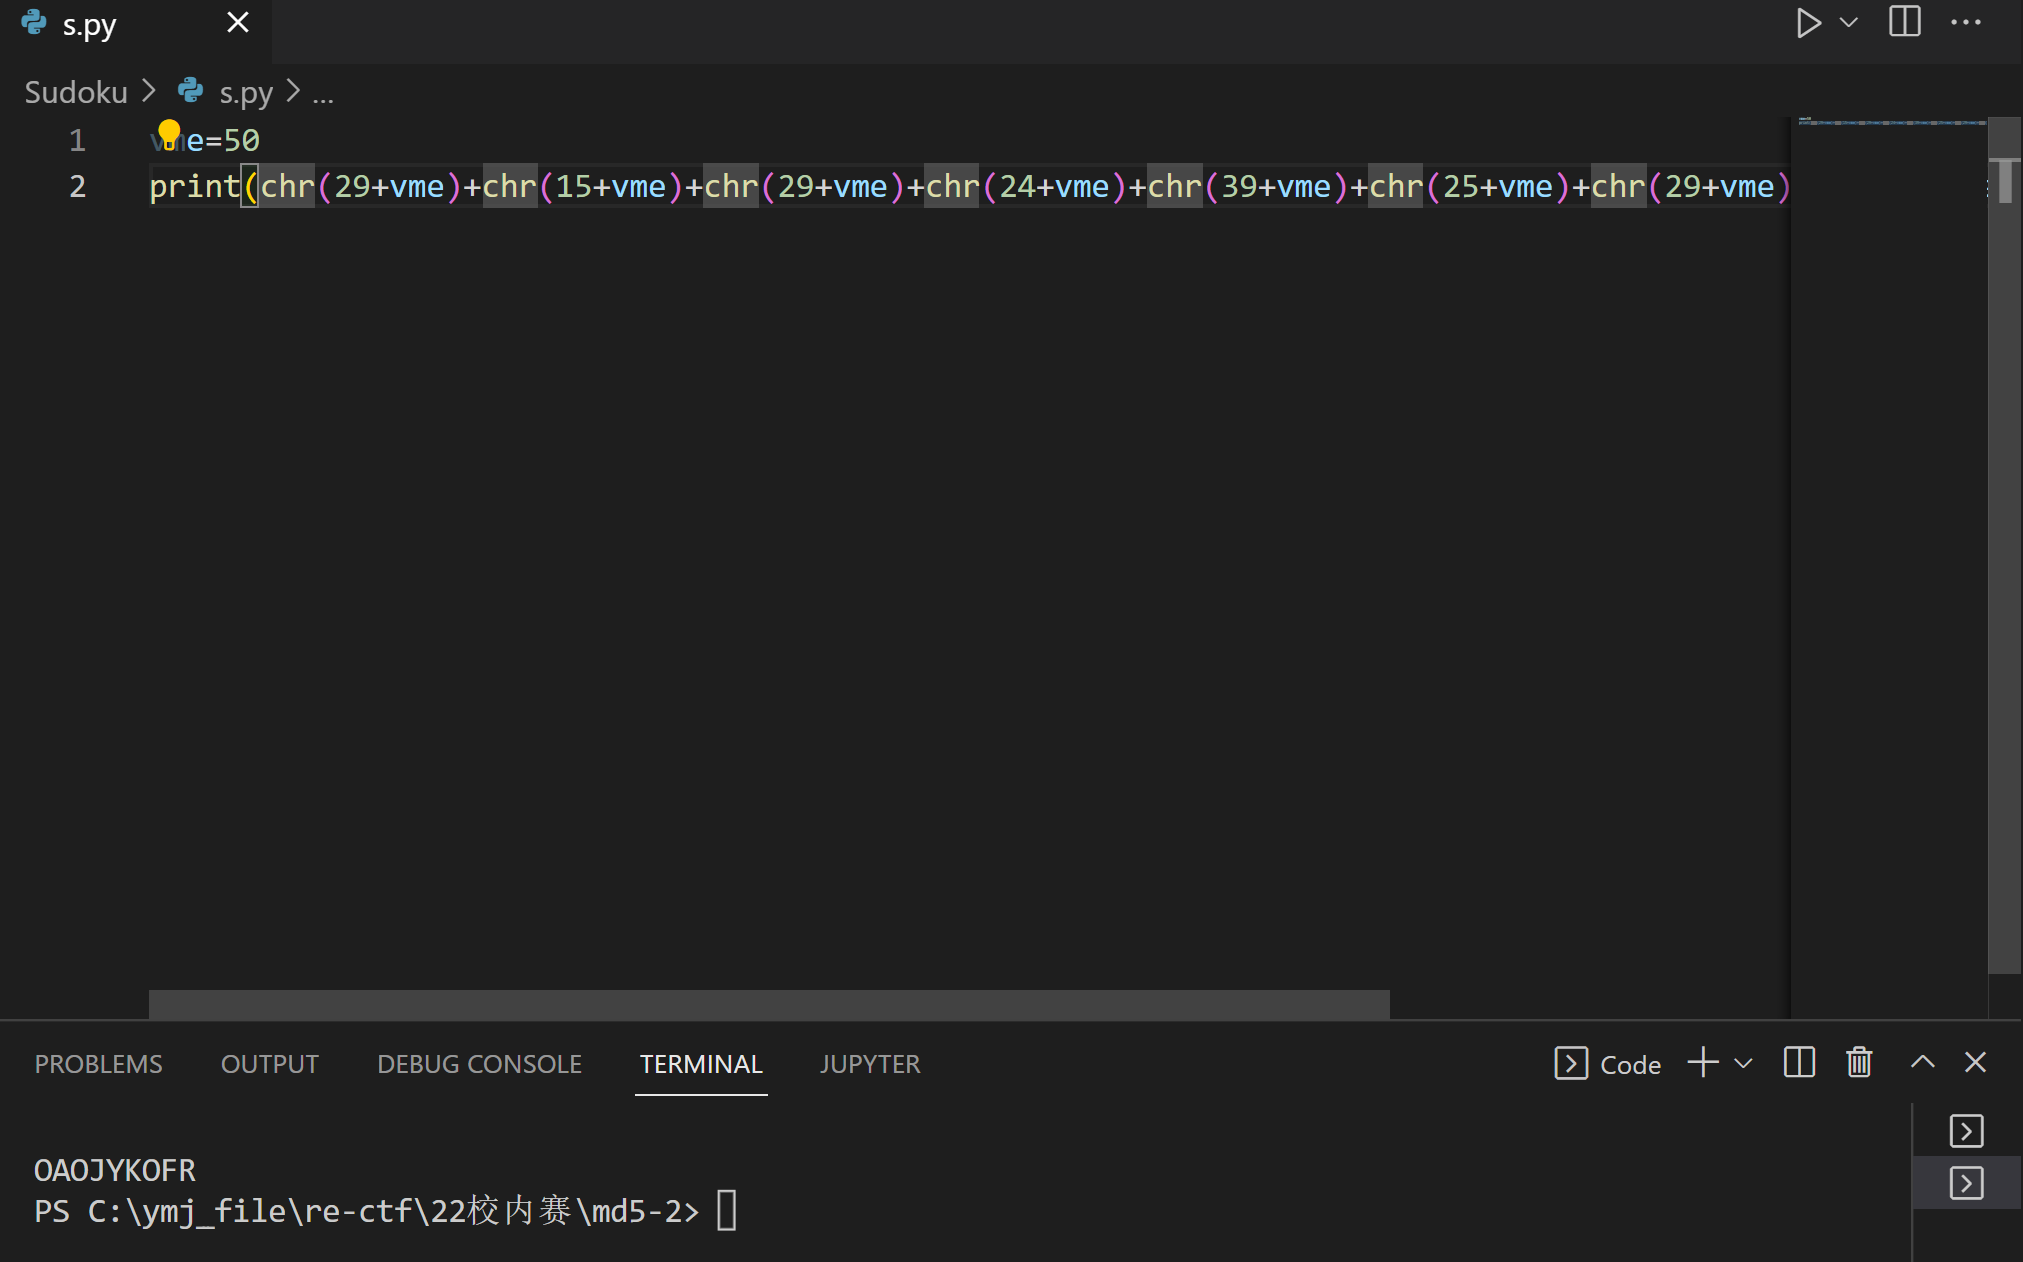 s.py
Sudoku > s.py > ...
1 vme=50
2 print(chr(29+vme)+chr(15+vme)+chr(29+vme)+chr(24+vme)+chr(39+vme)+chr(25+vme)+chr(29+vme)
PROBLEMS OUTPUT DEBUG CONSOLE TERMINAL JUPYTER Code
OAOJYKOFR
PS C:\ymj_file\re-ctf\22校内赛\md5-2>